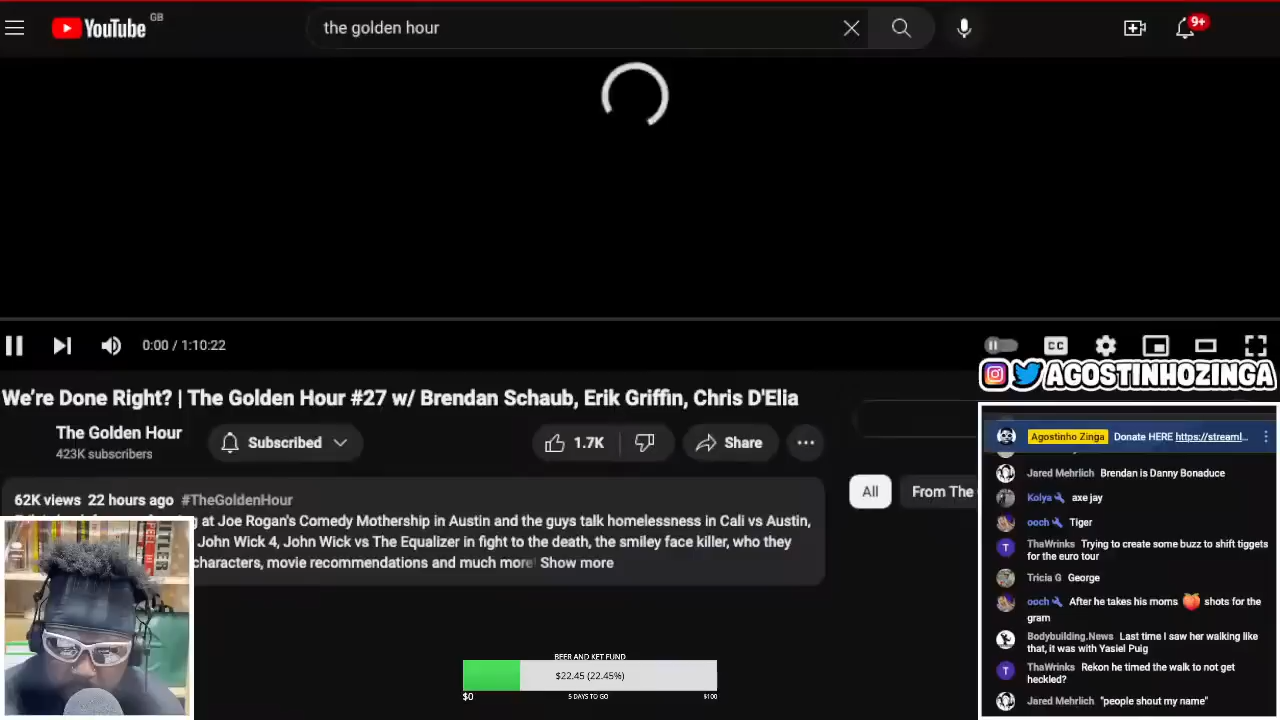 YouTube GB
the golden hour
9+
0:00 / 1:10:22
CC
AGOSTINHOZINGA
We're Done Right? | The Golden Hour #27 w/ Brendan Schaub, Erik Griffin, Chris D'Elia
The Golden Hour
423K subscribers
Subscribed
1.7K
Share
62K views 22 hours ago #TheGoldenHour
at Joe Rogan's Comedy Mothership in Austin and the guys talk homelessness in Cali vs Austin,
John Wick 4, John Wick vs The Equalizer in fight to the death, the smiley face killer, who they
characters, movie recommendations and much more! Show more
All
From The
Agostinho Zinga Donate HERE https://streaml...
Jared Mehrlich Brendan is Danny Bonaduce
Kolya axe jay
ooch Tiger
T
ThaWrinks Trying to create some buzz to shift tiggets
for the euro tour
Tricia G George
ooch After he takes his moms 🍑 shots for the
gram
Bodybuilding.News Last time I saw her walking like
that, it was with Yasiel Puig
T
ThaWrinks Rekon he timed the walk to not get
heckled?
Jared Mehrlich "people shout my name"
BEER AND KET FUND
$22.45 (22.45%)
$0
5 DAYS TO GO
$100